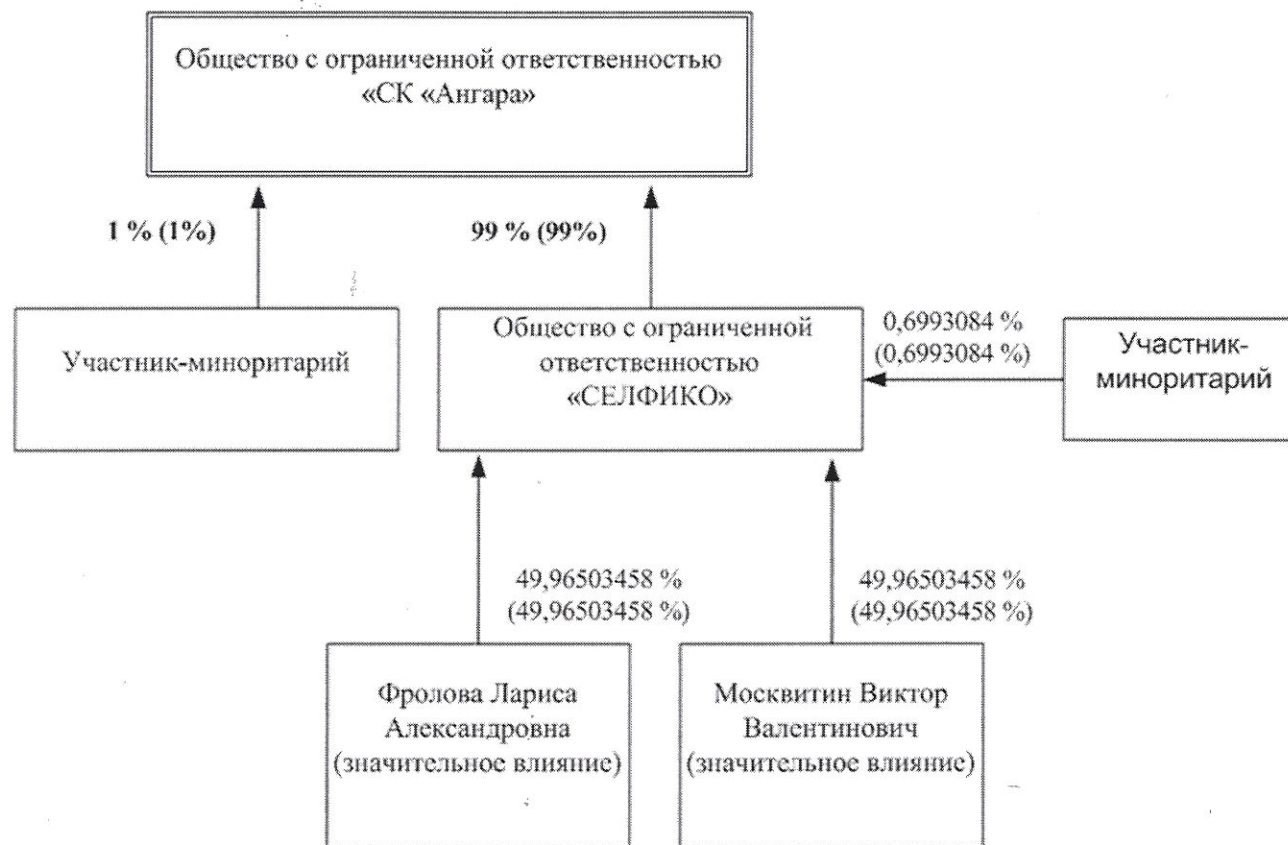 Общество с ограниченной ответственностью
«СК «Ангара»
1 % (1%)
99 % (99%)
Участник-миноритарий
Общество с ограниченной
ответственностью
«СЕЛФИКО»
0,6993084 %
(0,6993084 %)
Участник-
миноритарий
49,96503458 %
(49,96503458 %)
49,96503458 %
(49,96503458 %)
Фролова Лариса
Александровна
(значительное влияние)
Москвитин Виктор
Валентинович
(значительное влияние)